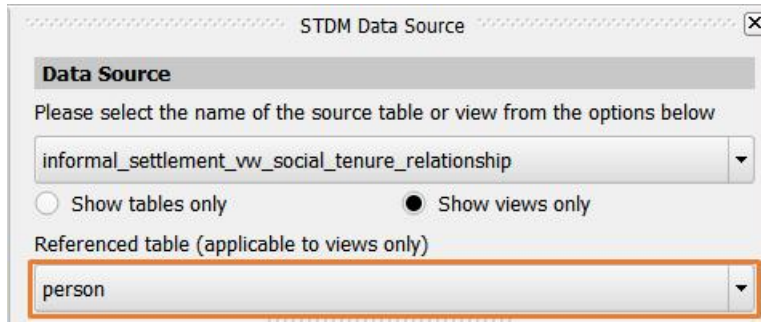 STDM Data Source
Data Source
Please select the name of the source table or view from the options below
informal_settlement_vw_social_tenure_relationship
Show tables only Show views only
Referenced table (applicable to views only)
person